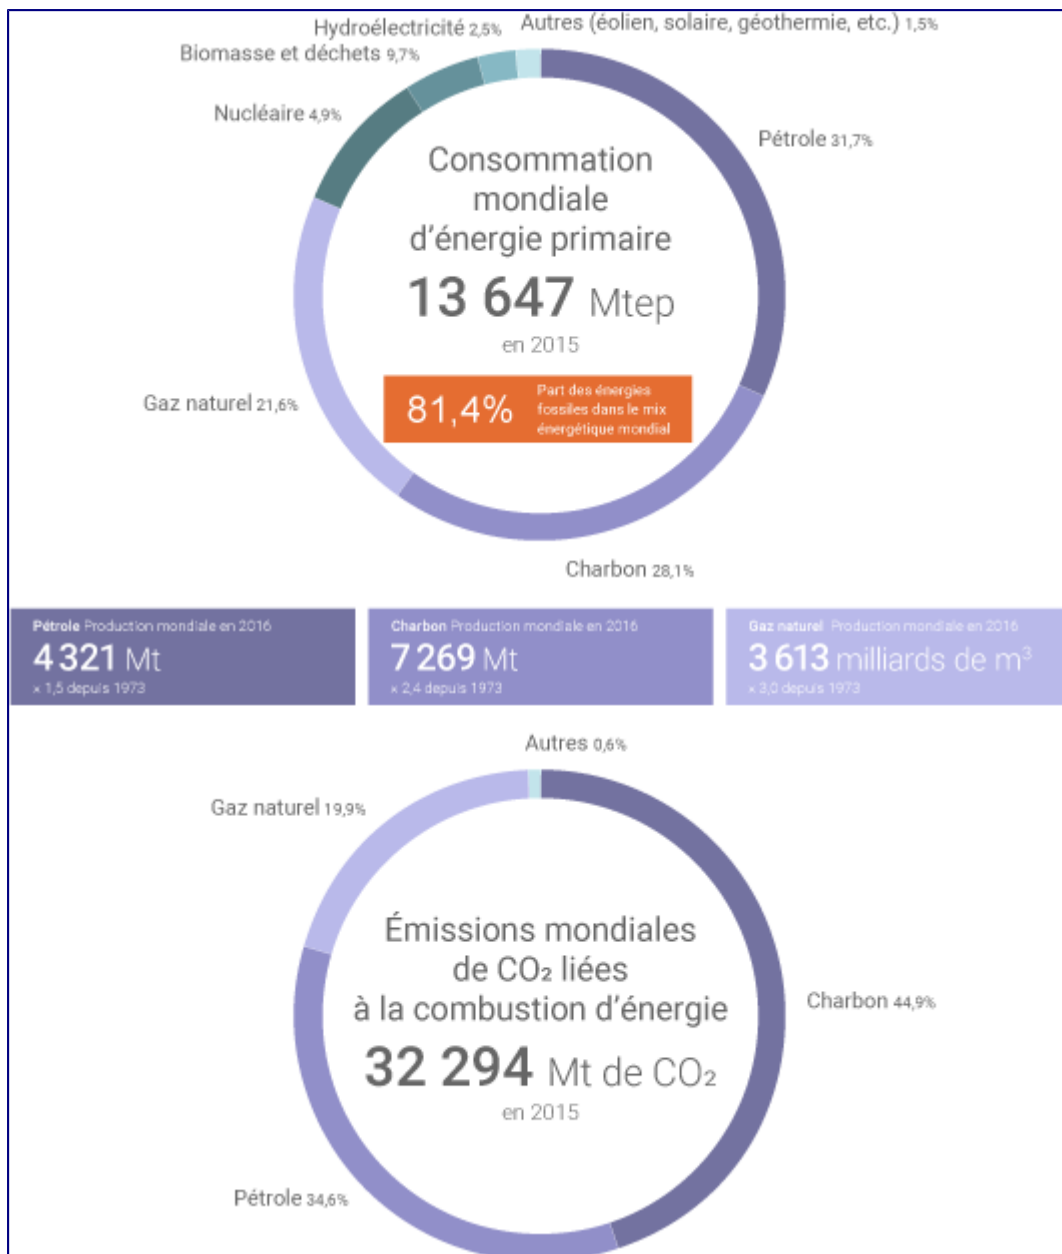 Hydroélectricité 2,5%
Autres (éolien, solaire, géothermie, etc.) 1,5%
Biomasse et déchets 9,7%
Nucléaire 4,9%
Pétrole 31,7%
Consommation
mondiale
d'énergie primaire
13 647 Mtep
en 2015
81,4%
Part des énergies
fossiles dans le mix
énergétique mondial
Gaz naturel 21,6%
Charbon 28,1%
Pétrole Production mondiale en 2016
4 321 Mt
x 1,5 depuis 1973
Charbon Production mondiale en 2016
7 269 Mt
x 2,4 depuis 1973
Gaz naturel Production mondiale en 2016
3 613 milliards de m³
x 3,0 depuis 1973
Autres 0,6%
Gaz naturel 19,9%
Émissions mondiales
de CO₂ liées
à la combustion d'énergie
32 294 Mt de CO₂
en 2015
Charbon 44,9%
Pétrole 34,6%